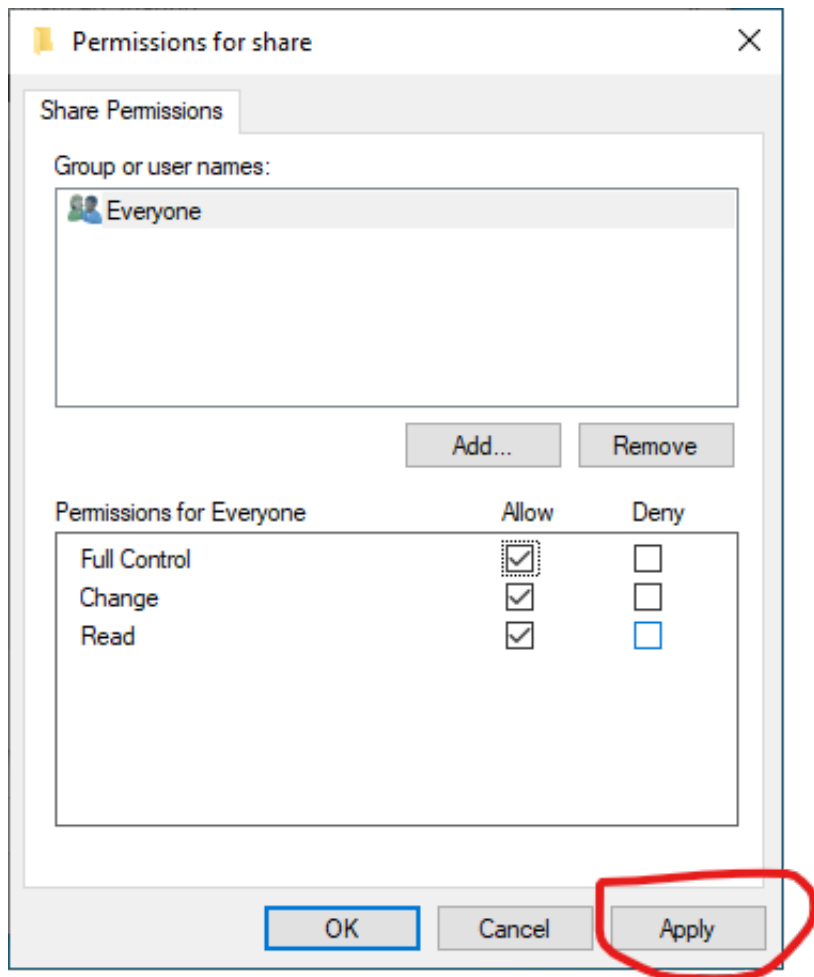 Permissions for share
Share Permissions
Group or user names:
Everyone
Add... Remove
Permissions for Everyone Allow Deny
Full Control
Change
Read
OK Cancel Apply